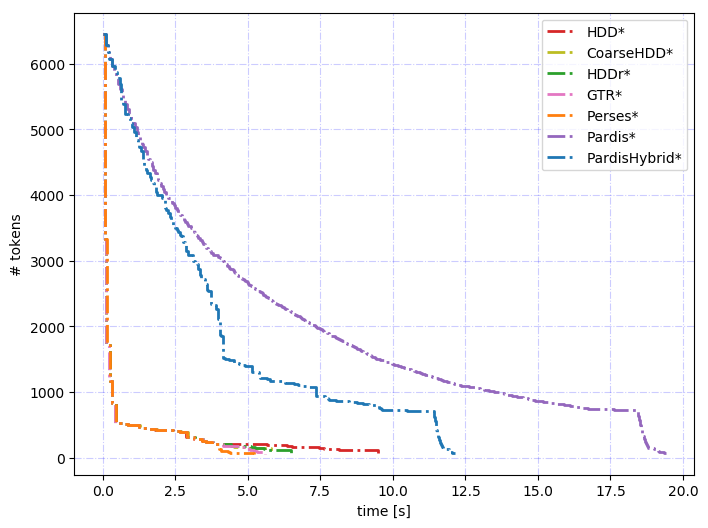 HDD*
CoarseHDD*
HDDr*
GTR*
Perses*
Pardis*
PardisHybrid*
6000
5000
4000
3000
2000
1000
0
# tokens
0.0 2.5 5.0 7.5 10.0 12.5 15.0 17.5 20.0
time [s]